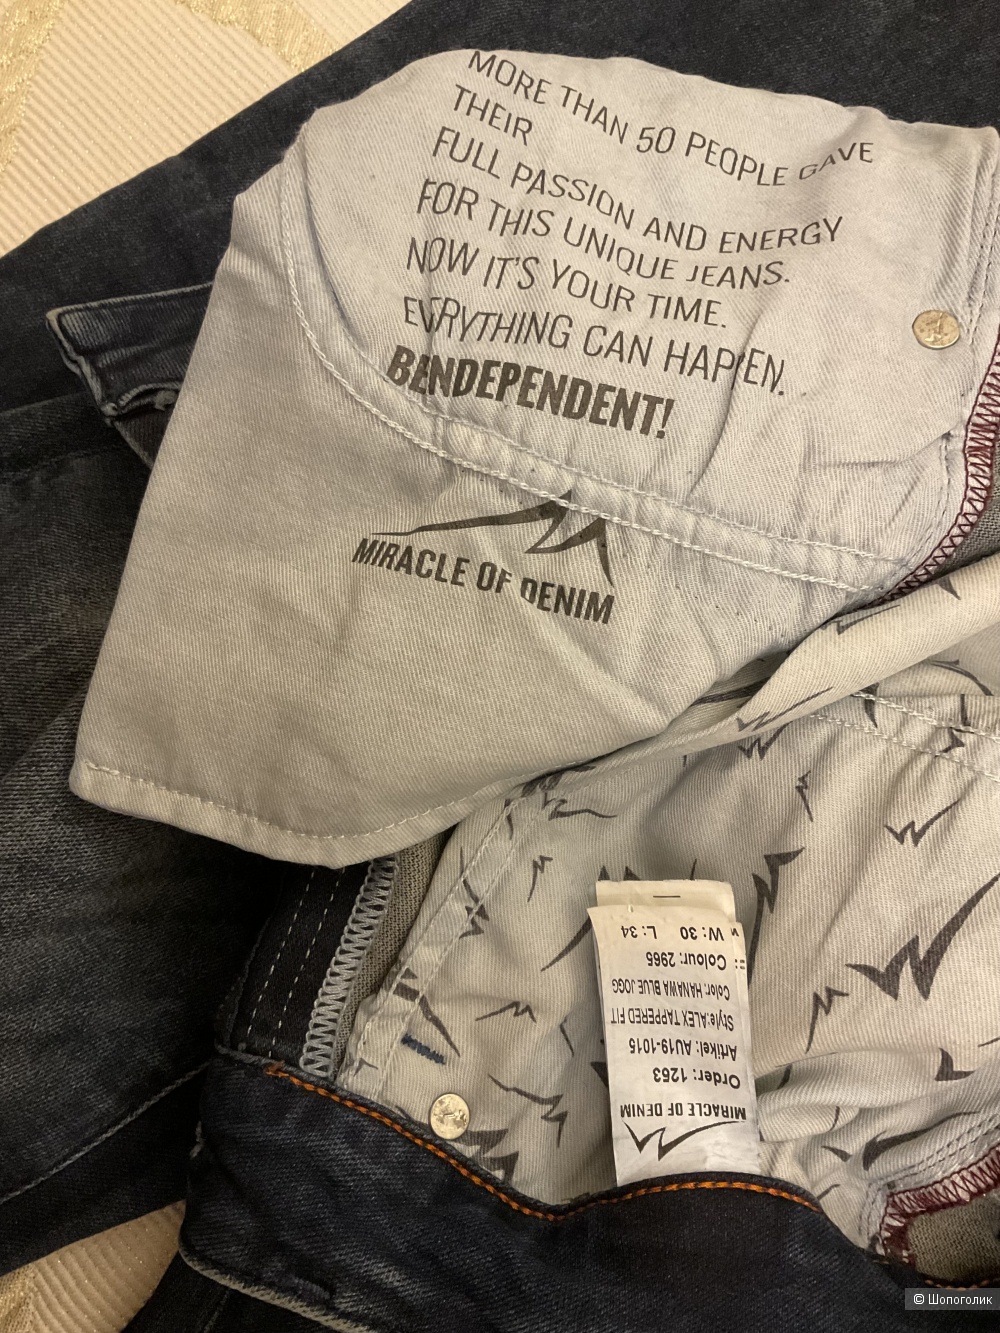 MORE THAN 50 PEOPLE GAVE
THEIR
FULL PASSION AND ENERGY
FOR THIS UNIQUE JEANS.
NOW IT'S YOUR TIME.
EVERYTHING CAN HAPPEN.
BENDEPENDENT!
MIRACLE OF DENIM
MIRACLE OF DENIM
Order: 1263
Artikel: AU19-1015
Style:ALEX TAPPERED FIT
Color: HANAWA BLUE JOGG
Colour: 2965
W: 30 L: 34
© Шопоголик